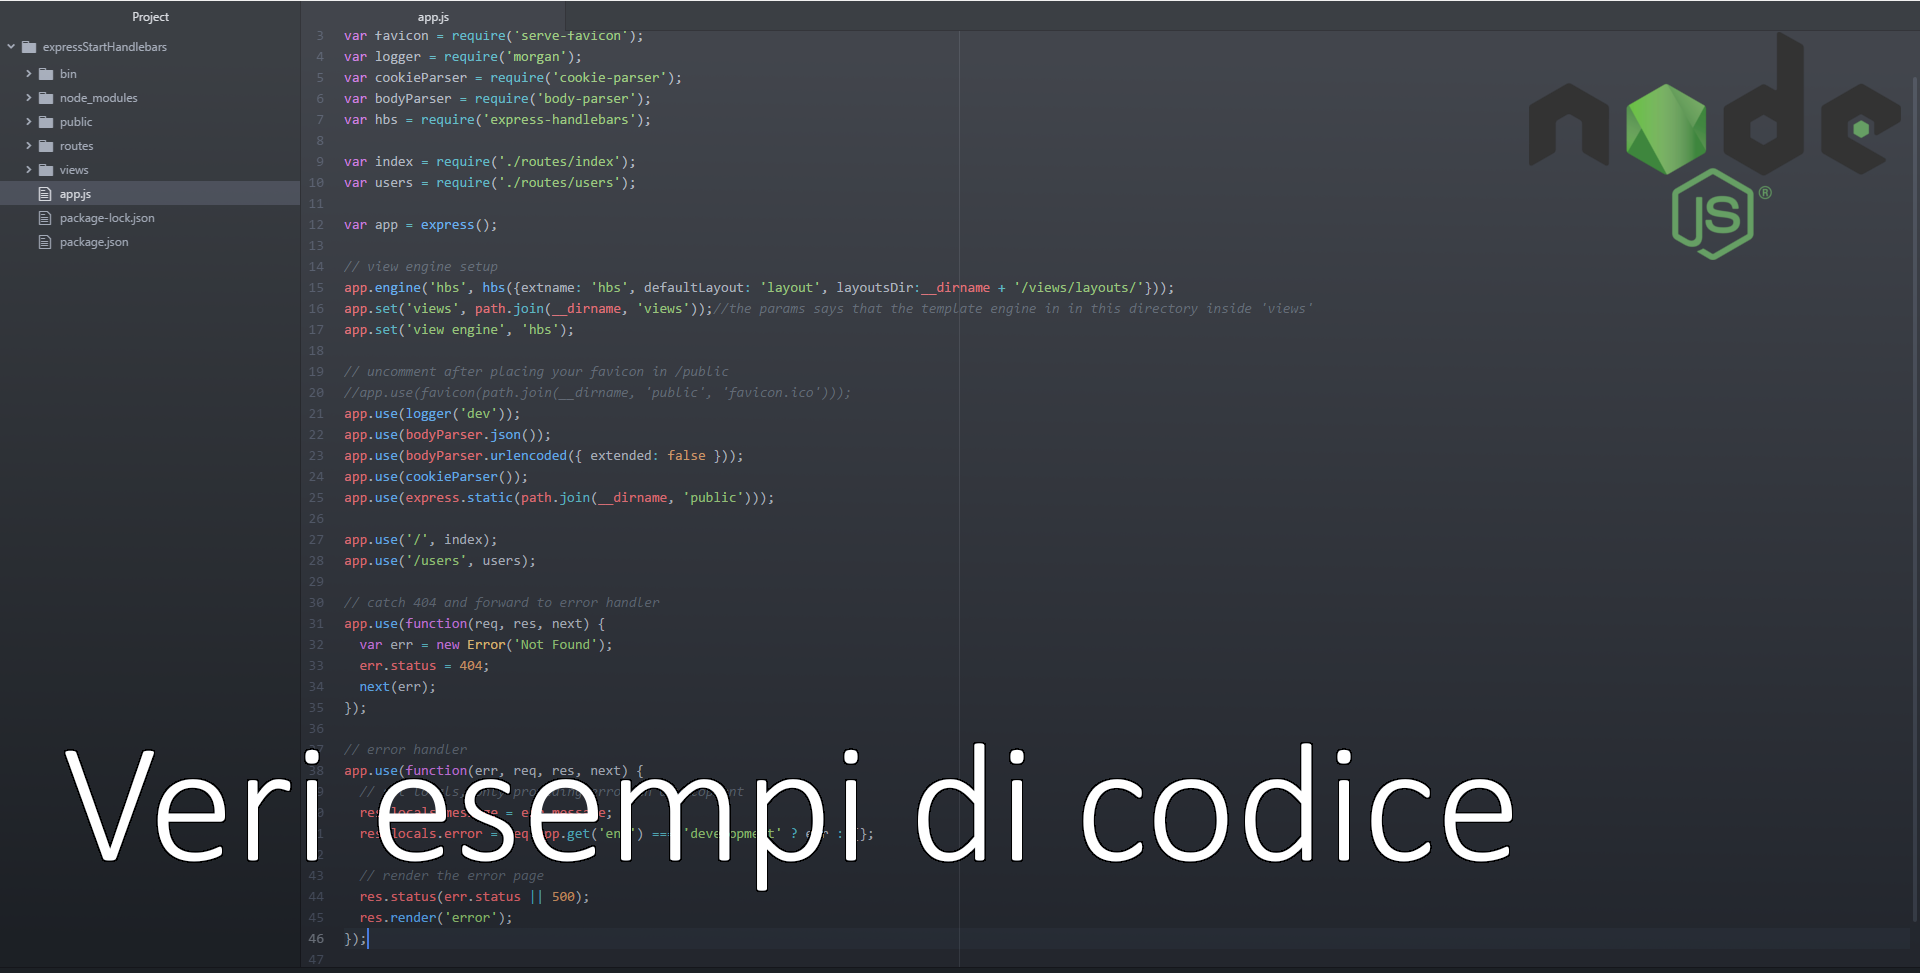 Project
app.js
expressStartHandlebars
bin
node_modules
public
routes
views
app.js
package-lock.json
package.json
3 var favicon = require('serve-favicon');
4 var logger = require('morgan');
5 var cookieParser = require('cookie-parser');
6 var bodyParser = require('body-parser');
7 var hbs = require('express-handlebars');
8
9 var index = require('./routes/index');
10 var users = require('./routes/users');
11
12 var app = express();
13
14 // view engine setup
15 app.engine('hbs', hbs({extname: 'hbs', defaultLayout: 'layout', layoutsDir:__dirname + '/views/layouts/'}));
16 app.set('views', path.join(__dirname, 'views'));//the params says that the template engine in in this directory inside 'views'
17 app.set('view engine', 'hbs');
18
19 // uncomment after placing your favicon in /public
20 //app.use(favicon(path.join(__dirname, 'public', 'favicon.ico')));
21 app.use(logger('dev'));
22 app.use(bodyParser.json());
23 app.use(bodyParser.urlencoded({ extended: false }));
24 app.use(cookieParser());
25 app.use(express.static(path.join(__dirname, 'public')));
26
27 app.use('/', index);
28 app.use('/users', users);
29
30 // catch 404 and forward to error handler
31 app.use(function(req, res, next) {
32 var err = new Error('Not Found');
33 err.status = 404;
34 next(err);
35 });
36
// error handler
38 app.use(function(err, req, res, next) {
//
= 
res.locals.error = 'development' ?
43 // render the error page
44 res.status(err.status || 500);
45 res.render('error');
46 });
47
node
JS®
Veri esempi di codice